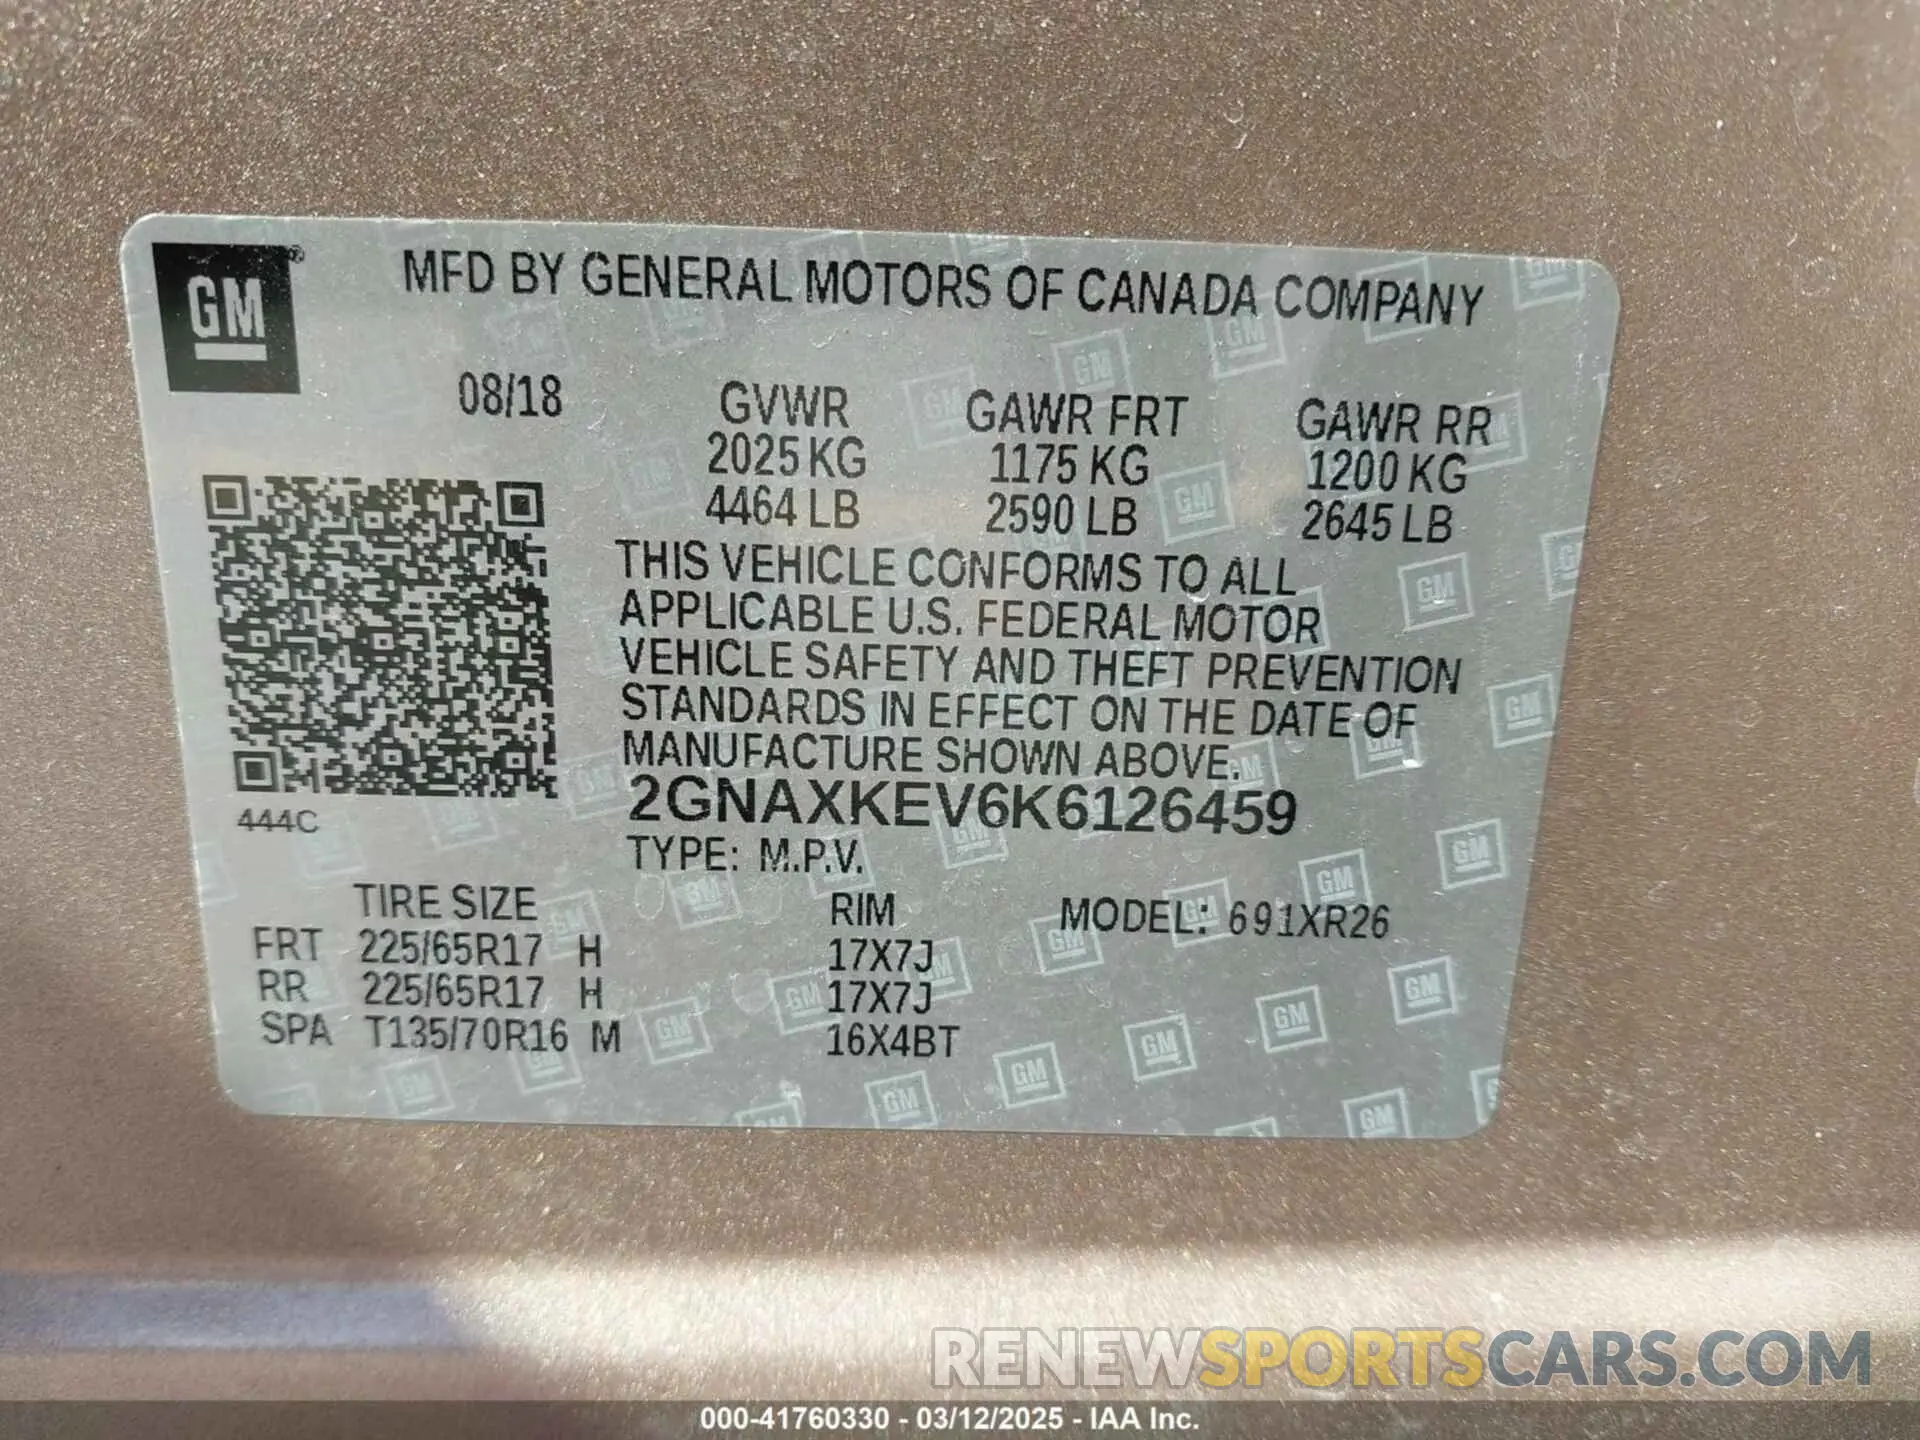 GM®
MFD BY GENERAL MOTORS OF CANADA COMPANY
08/18
GVWR GAWR FRT GAWR RR
2025 KG 1175 KG 1200 KG
4464 LB 2590 LB 2645 LB
THIS VEHICLE CONFORMS TO ALL
APPLICABLE U.S. FEDERAL MOTOR
VEHICLE SAFETY AND THEFT PREVENTION
STANDARDS IN EFFECT ON THE DATE OF
MANUFACTURE SHOWN ABOVE.
2GNAXKEV6K6126459
444C
TYPE: M.P.V.
TIRE SIZE RIM MODEL: 691XR26
FRT 225/65R17 H 17X7J
RR 225/65R17 H 17X7J
SPA T135/70R16 M 16X4BT
RENEWSPORTSCARS.COM
000-41760330 - 03/12/2025 - IAA Inc.